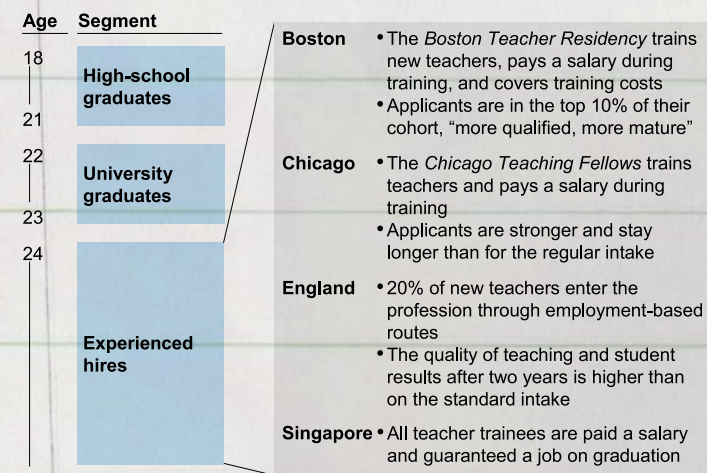 Age Segment
18
High-school
graduates
21
22
University
graduates
23
24
Experienced
hires
Boston • The Boston Teacher Residency trains
new teachers, pays a salary during
training, and covers training costs
• Applicants are in the top 10% of their
cohort, “more qualified, more mature”
Chicago • The Chicago Teaching Fellows trains
teachers and pays a salary during
training
• Applicants are stronger and stay
longer than for the regular intake
England • 20% of new teachers enter the
profession through employment-based
routes
• The quality of teaching and student
results after two years is higher than
on the standard intake
Singapore • All teacher trainees are paid a salary
and guaranteed a job on graduation